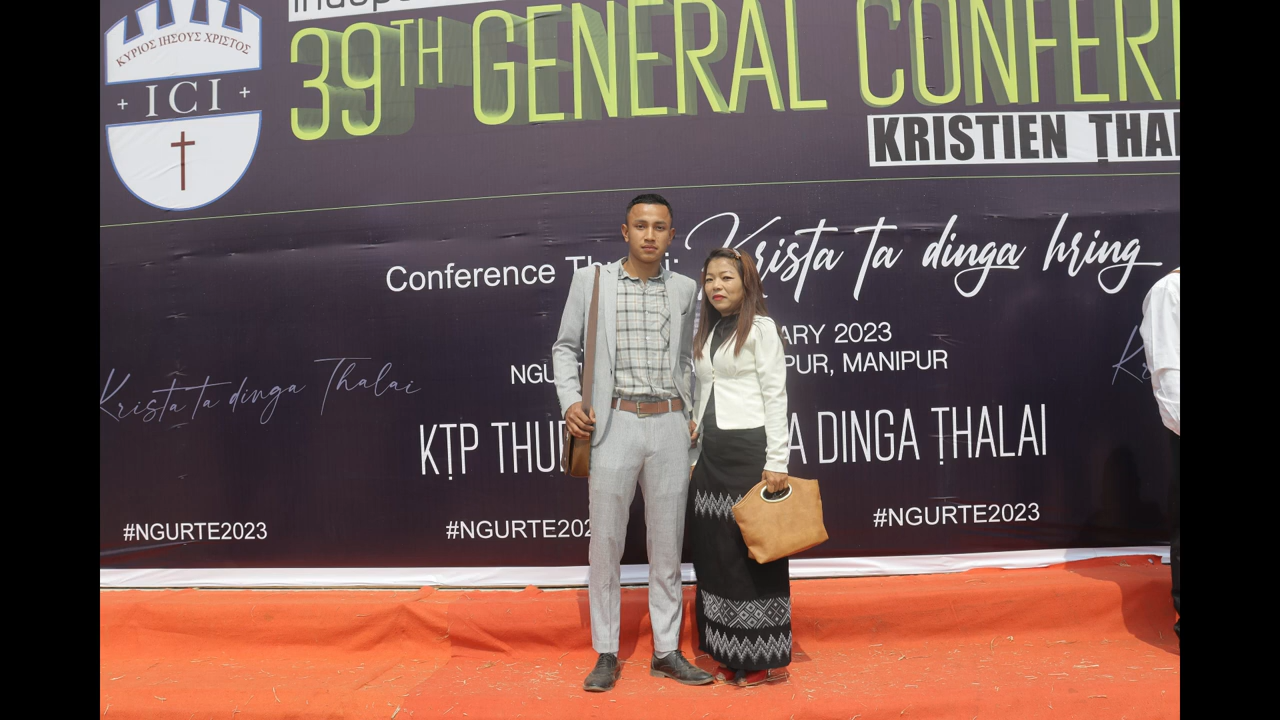 ΚΥΡΙΟΣ ΙΗΣΟΥΣ ΧΡΙΣΤΟΣ
+ ICI +
39TH GENERAL CONFER
KRISTIEN ṬHA
Conference
Krista ta dinga hring
ARY 2023
NGU PUR, MANIPUR
Krista ta dinga Thalai
KṬP THU A DINGA ṬHALAI
#NGURTE2023
#NGURTE202
#NGURTE2023